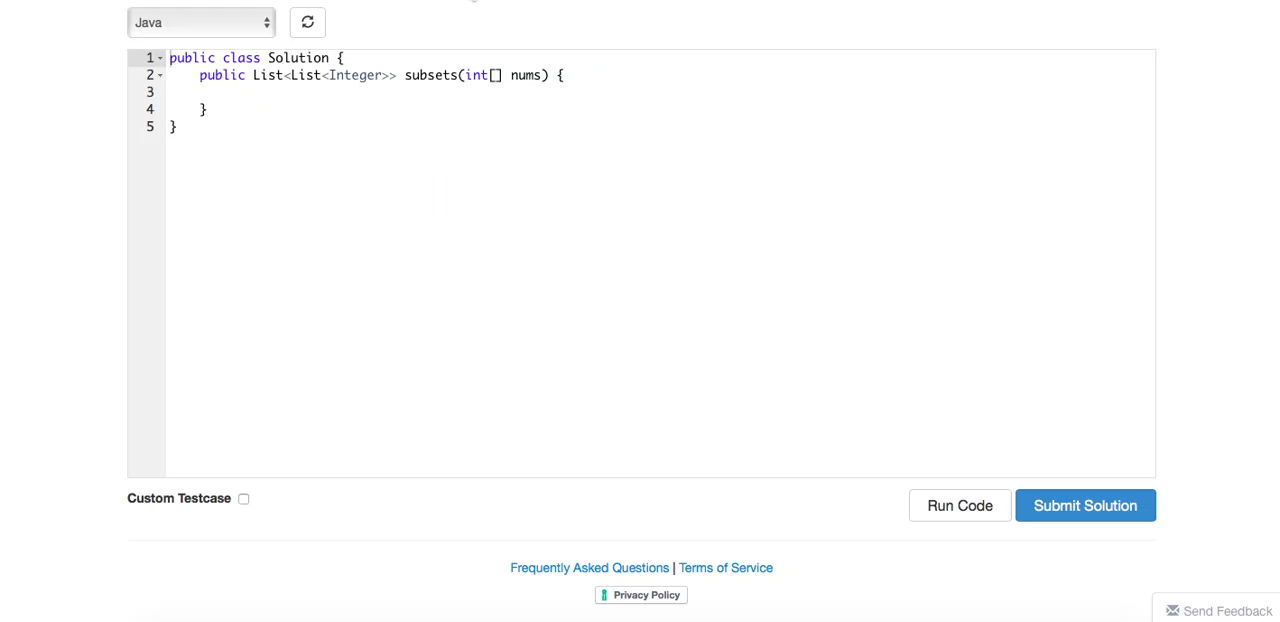 Java
1 public class Solution {
2     public List<List<Integer>> subsets(int[] nums) {
3
4     }
5 }
Custom Testcase
Run Code
Submit Solution
Frequently Asked Questions | Terms of Service
Privacy Policy
Send Feedback